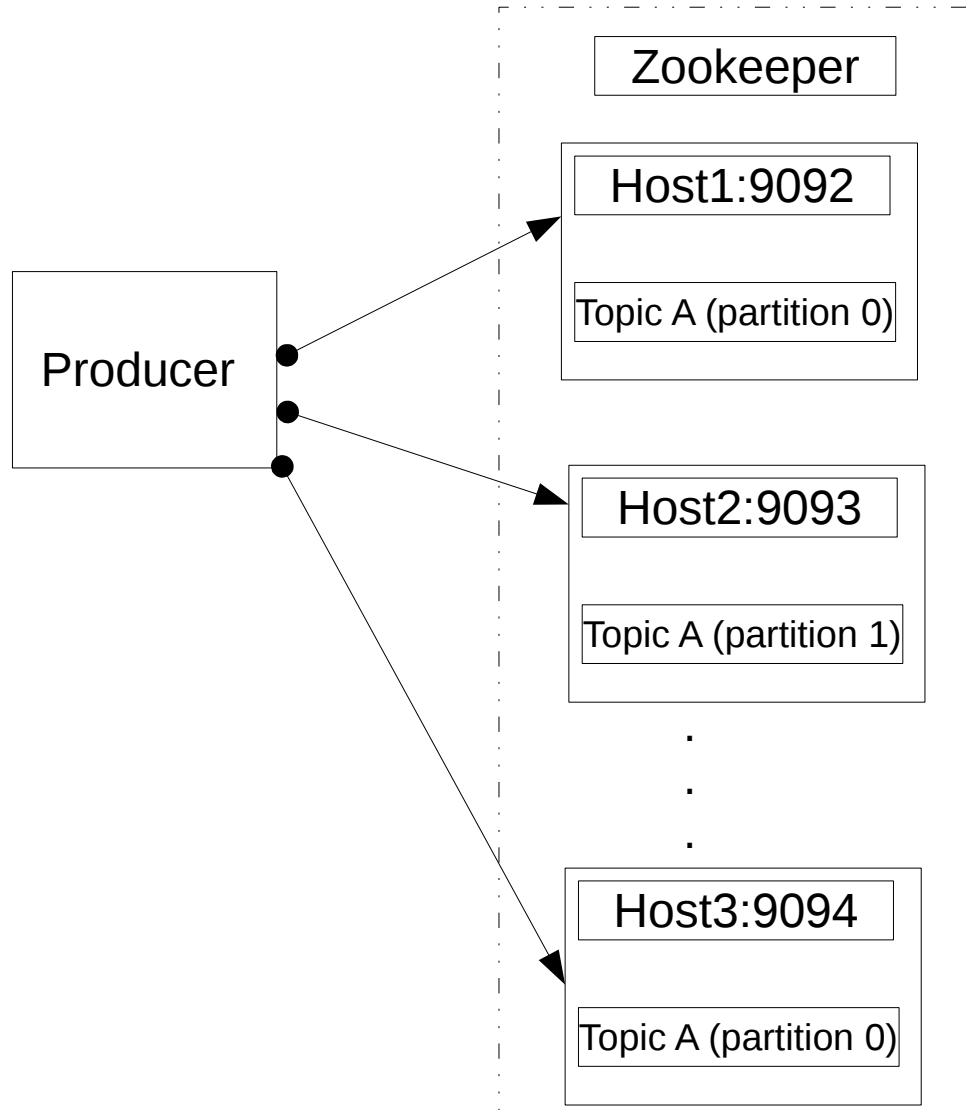 Zookeeper
Host1:9092
Topic A (partition 0)
Producer
Host2:9093
Topic A (partition 1)
.
.
.
Host3:9094
Topic A (partition 0)